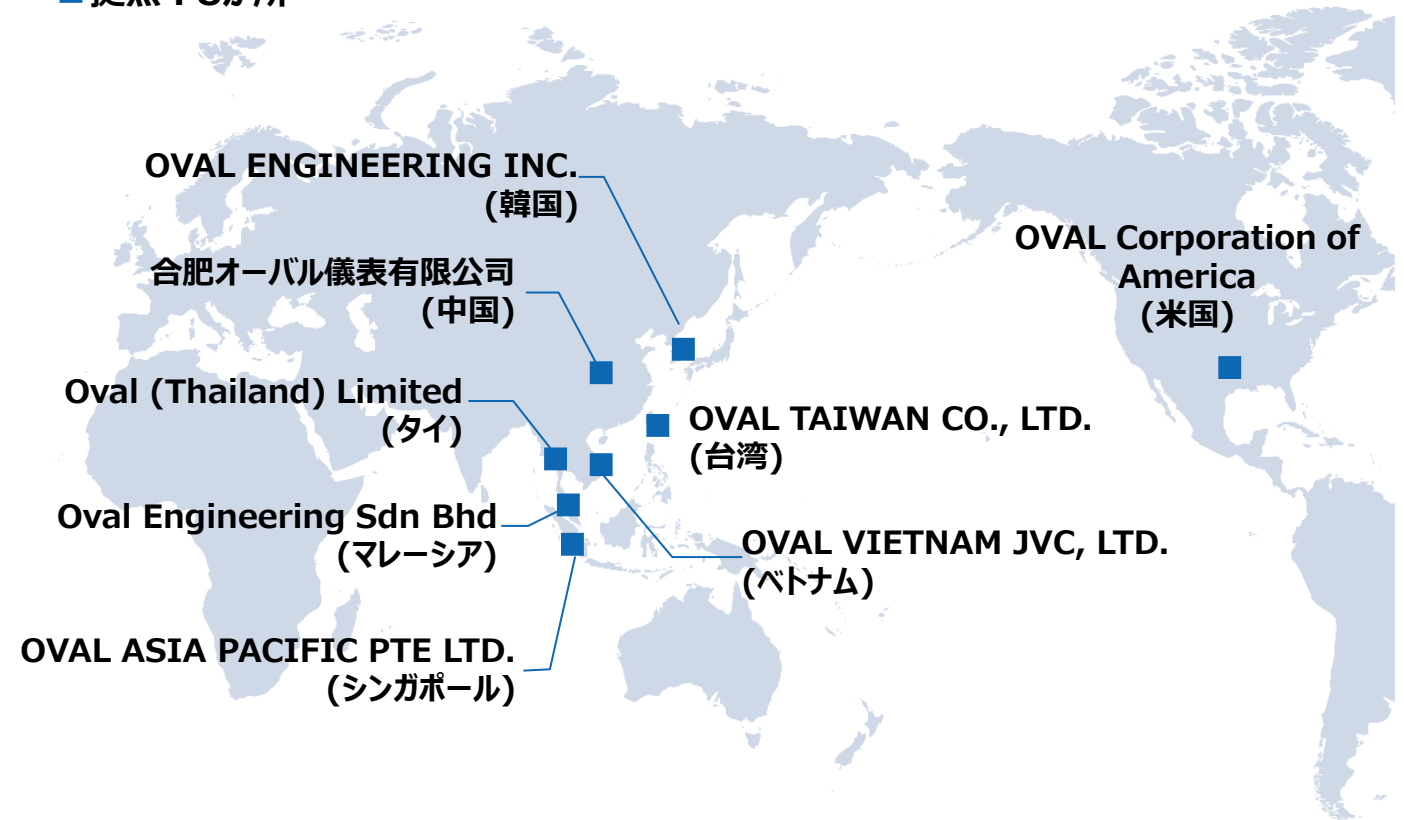 OVAL ENGINEERING INC.
(韓国)
合肥オーバル儀表有限公司
(中国)
Oval (Thailand) Limited
(タイ)
Oval Engineering Sdn Bhd
(マレーシア)
OVAL ASIA PACIFIC PTE LTD.
(シンガポール)
OVAL TAIWAN CO., LTD.
(台湾)
OVAL VIETNAM JVC, LTD.
(ベトナム)
OVAL Corporation of
America
(米国)